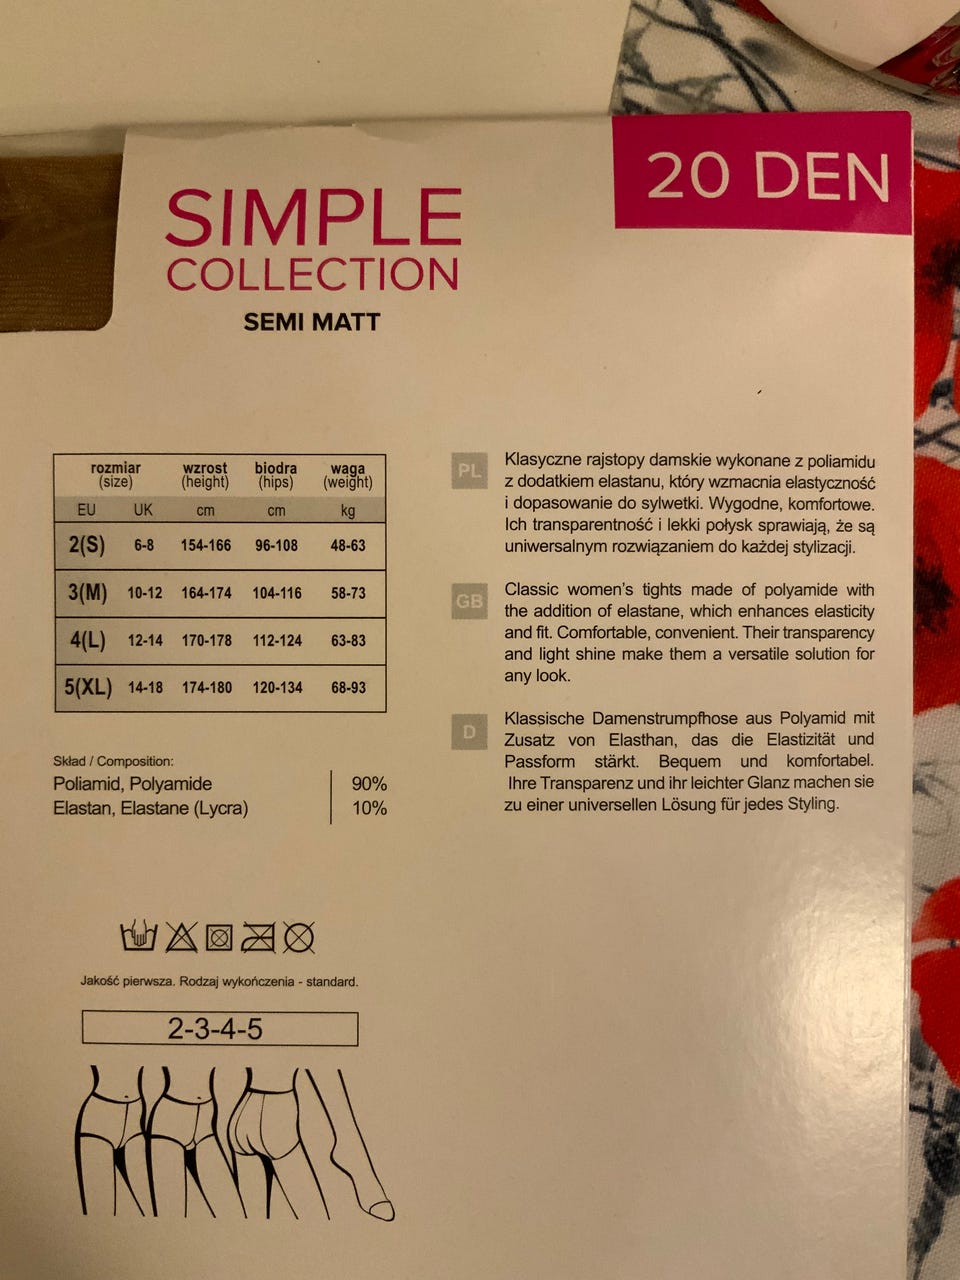 20 DEN
SIMPLE
COLLECTION
SEMI MATT
rozmiar wzrost biodra waga
(size) (height) (hips) (weight)
EU UK cm cm kg
2(S) 6-8 154-166 96-108 48-63
3(M) 10-12 164-174 104-116 58-73
4(L) 12-14 170-178 112-124 63-83
5(XL) 14-18 174-180 120-134 68-93
Skład / Composition:
Poliamid, Polyamide 90%
Elastan, Elastane (Lycra) 10%
Jakość pierwsza. Rodzaj wykończenia - standard.
2-3-4-5
PL
Klasyczne rajstopy damskie wykonane z poliamidu
z dodatkiem elastanu, który wzmacnia elastyczność
i dopasowanie do sylwetki. Wygodne, komfortowe.
Ich transparentność i lekki połysk sprawiają, że są
uniwersalnym rozwiązaniem do każdej stylizacji.
GB
Classic women's tights made of polyamide with
the addition of elastane, which enhances elasticity
and fit. Comfortable, convenient. Their transparency
and light shine make them a versatile solution for
any look.
D
Klassische Damenstrumpfhose aus Polyamid mit
Zusatz von Elasthan, das die Elastizität und
Passform stärkt. Bequem und komfortabel.
Ihre Transparenz und ihr leichter Glanz machen sie
zu einer universellen Lösung für jedes Styling.